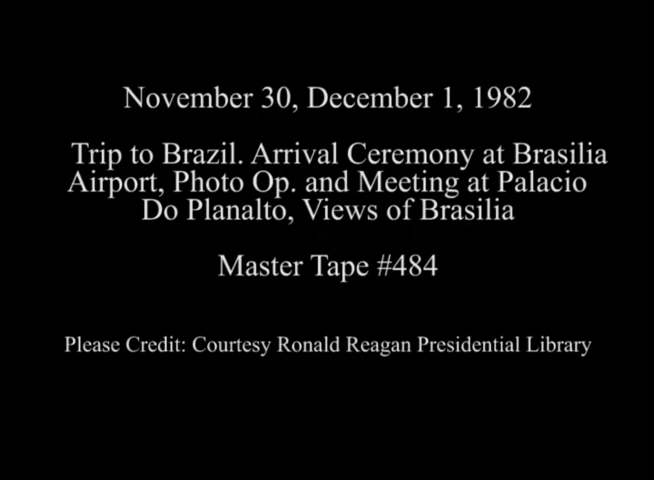 November 30, December 1, 1982
Trip to Brazil. Arrival Ceremony at Brasilia
Airport, Photo Op. and Meeting at Palacio
Do Planalto, Views of Brasilia
Master Tape #484
Please Credit: Courtesy Ronald Reagan Presidential Library